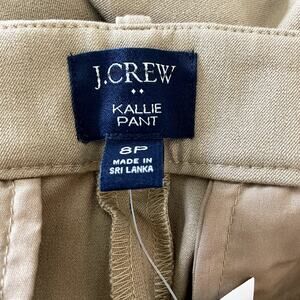 J.CREW
KALLIE
PANT
8P
MADE IN
SRI LANKA